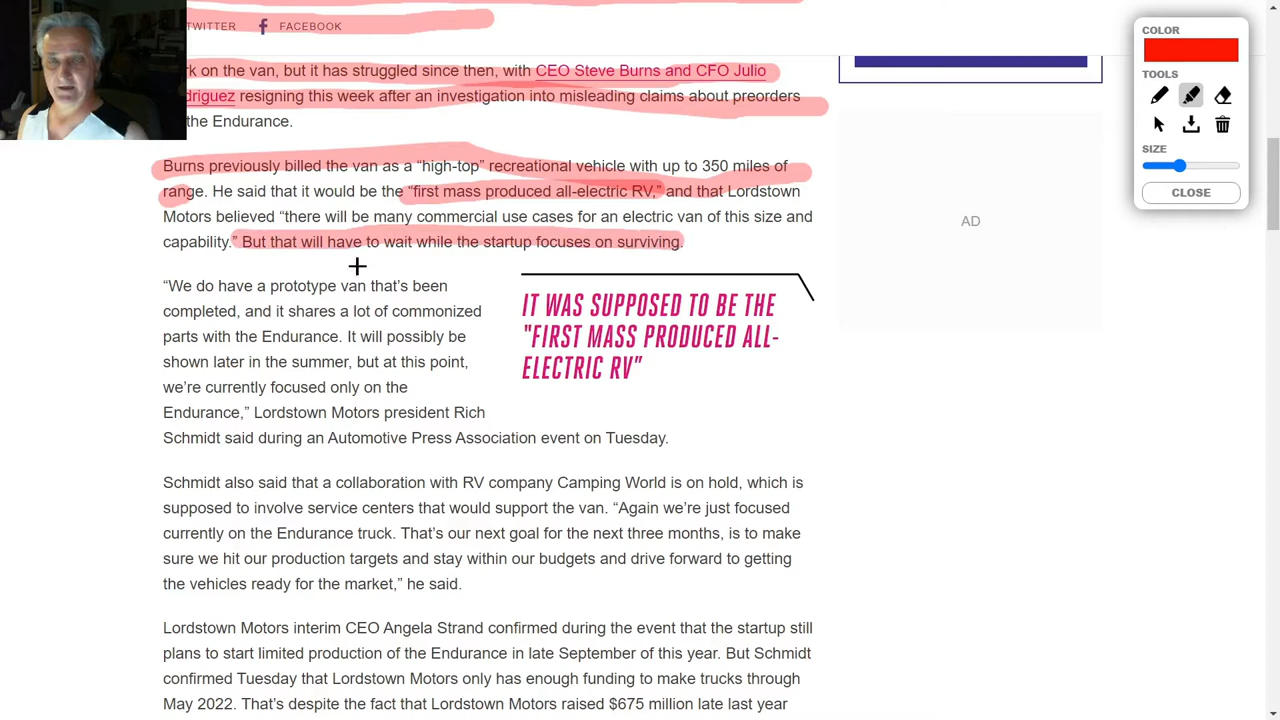 TWITTER
FACEBOOK
on the van, but it has struggled since then, with CEO Steve Burns and CFO Julio
resigning this week after an investigation into misleading claims about preorders
the Endurance.
Burns previously billed the van as a “high-top” recreational vehicle with up to 350 miles of
range. He said that it would be the “first mass produced all-electric RV,” and that Lordstown
Motors believed “there will be many commercial use cases for an electric van of this size and
capability.” But that will have to wait while the startup focuses on surviving.
“We do have a prototype van that’s been
completed, and it shares a lot of commonized
parts with the Endurance. It will possibly be
shown later in the summer, but at this point,
we’re currently focused only on the
Endurance,” Lordstown Motors president Rich
Schmidt said during an Automotive Press Association event on Tuesday.
IT WAS SUPPOSED TO BE THE
"FIRST MASS PRODUCED ALL-
ELECTRIC RV"
Schmidt also said that a collaboration with RV company Camping World is on hold, which is
supposed to involve service centers that would support the van. “Again we’re just focused
currently on the Endurance truck. That’s our next goal for the next three months, is to make
sure we hit our production targets and stay within our budgets and drive forward to getting
the vehicles ready for the market,” he said.
Lordstown Motors interim CEO Angela Strand confirmed during the event that the startup still
plans to start limited production of the Endurance in late September of this year. But Schmidt
confirmed Tuesday that Lordstown Motors only has enough funding to make trucks through
May 2022. That’s despite the fact that Lordstown Motors raised $675 million late last year
AD
COLOR
TOOLS
SIZE
CLOSE